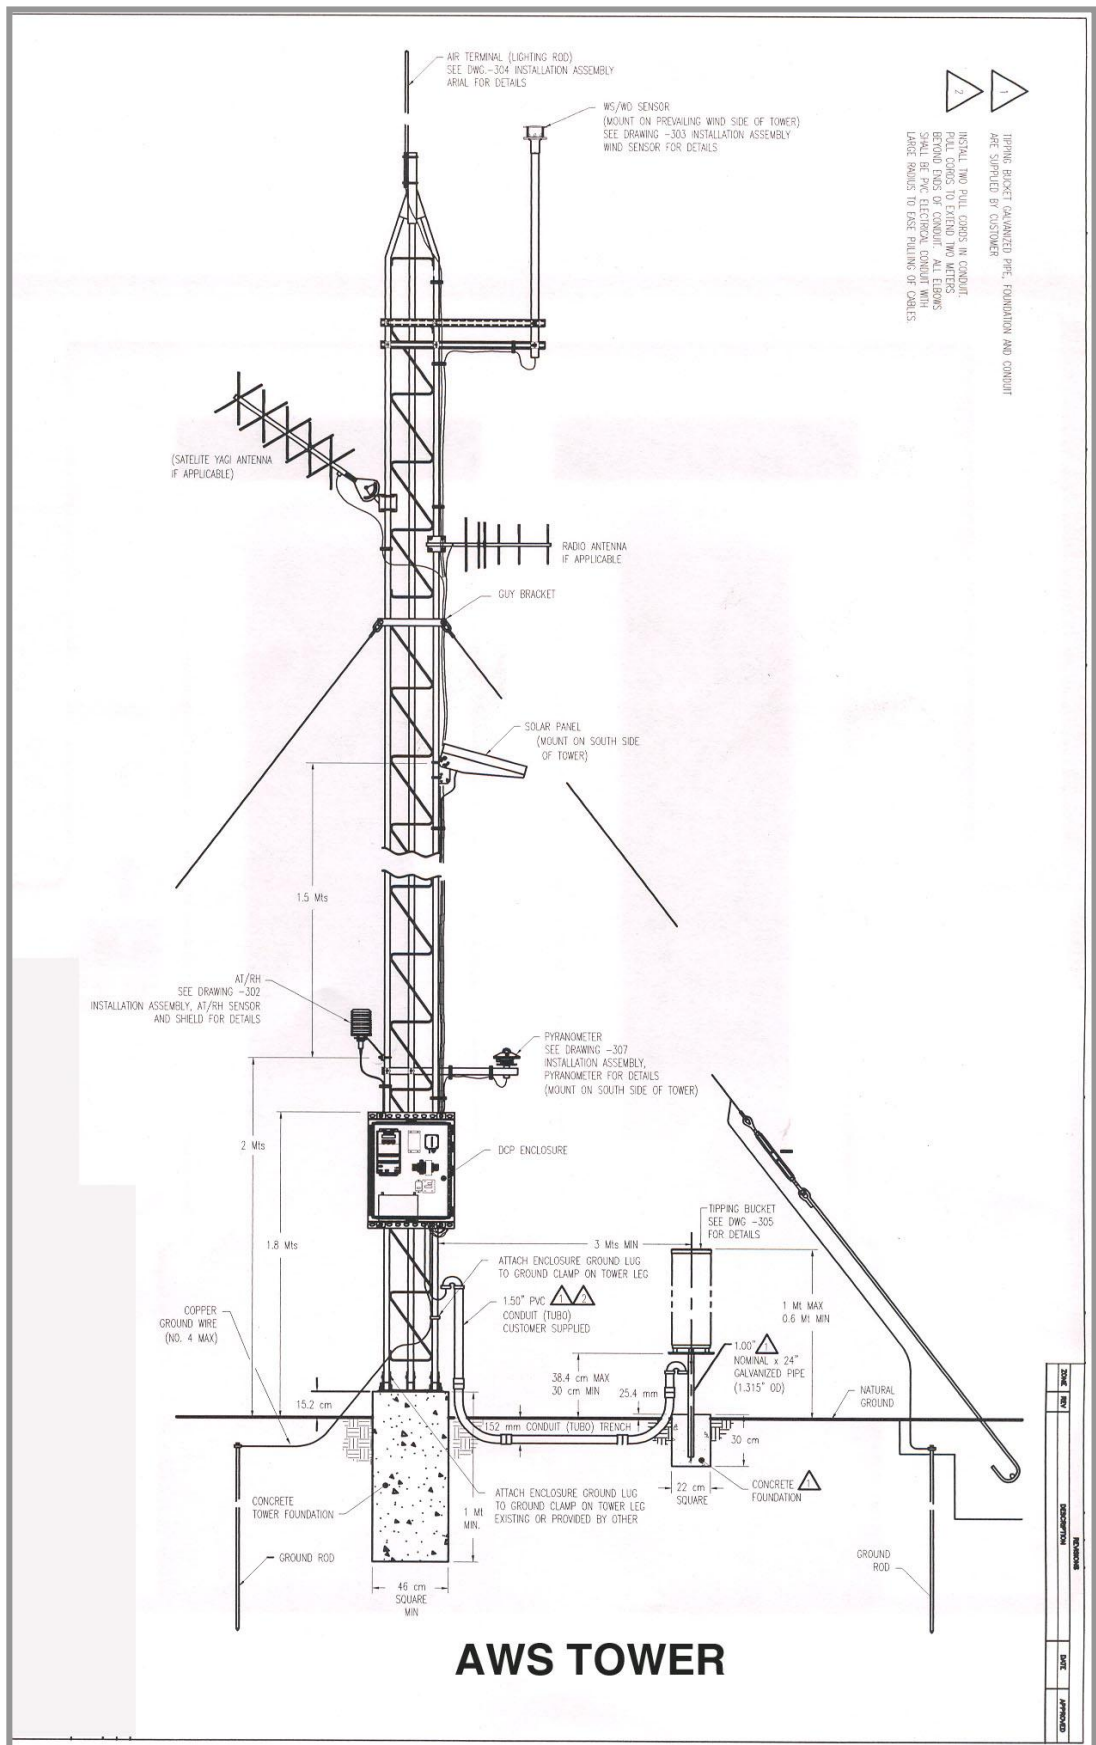 AIR TERMINAL (LIGHTING ROD)
SEE DWG.-304 INSTALLATION ASSEMBLY
ARIAL FOR DETAILS
WS/WD SENSOR
(MOUNT ON PREVAILING WIND SIDE OF TOWER)
SEE DRAWING -303 INSTALLATION ASSEMBLY
WIND SENSOR FOR DETAILS
1
TIPPING BUCKET GALVANIZED PIPE, FOUNDATION AND CONDUIT
ARE SUPPLIED BY CUSTOMER
2
INSTALL TWO PULL CORDS IN CONDUIT.
PULL CORDS TO EXTEND TWO METERS
BEYOND ENDS OF CONDUIT. ALL ELBOWS
SHALL BE PVC ELECTRICAL CONDUIT WITH
LARGE RADIUS TO EASE PULLING OF CABLES.
(SATELITE YAGI ANTENNA
IF APPLICABLE)
RADIO ANTENNA
IF APPLICABLE
GUY BRACKET
SOLAR PANEL
(MOUNT ON SOUTH SIDE
OF TOWER)
1.5 Mts
AT/RH
SEE DRAWING -302
INSTALLATION ASSEMBLY, AT/RH SENSOR
AND SHIELD FOR DETAILS
PYRANOMETER
SEE DRAWING -307
INSTALLATION ASSEMBLY,
PYRANOMETER FOR DETAILS
(MOUNT ON SOUTH SIDE OF TOWER)
2 Mts
DCP ENCLOSURE
TIPPING BUCKET
SEE DWG -305
FOR DETAILS
1.8 Mts
3 Mts MIN
ATTACH ENCLOSURE GROUND LUG
TO GROUND CLAMP ON TOWER LEG
1.50" PVC 1 2
CONDUIT (TUBO)
CUSTOMER SUPPLIED
1 Mt MAX
0.6 Mt MIN
COPPER
GROUND WIRE
(NO. 4 MAX)
1.00" 1
NOMINAL x 24"
GALVANIZED PIPE
(1.315" OD)
38.4 cm MAX
30 cm MIN
25.4 mm
NATURAL
GROUND
15.2 cm
152 mm CONDUIT (TUBO) TRENCH
30 cm
CONCRETE
TOWER FOUNDATION
ATTACH ENCLOSURE GROUND LUG
TO GROUND CLAMP ON TOWER LEG
EXISTING OR PROVIDED BY OTHER
1 Mt
MIN.
22 cm
SQUARE
CONCRETE 1
FOUNDATION
GROUND ROD
GROUND
ROD
46 cm
SQUARE
MIN
AWS TOWER
REVISIONS
ZONE REV DESCRIPTION DATE APPROVED